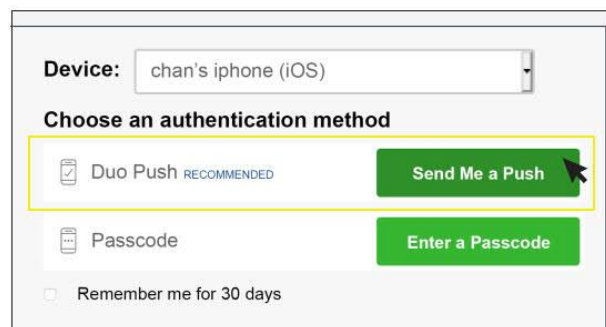 Device: chan's iphone (iOS)
Choose an authentication method
Duo Push RECOMMENDED Send Me a Push
Passcode Enter a Passcode
Remember me for 30 days